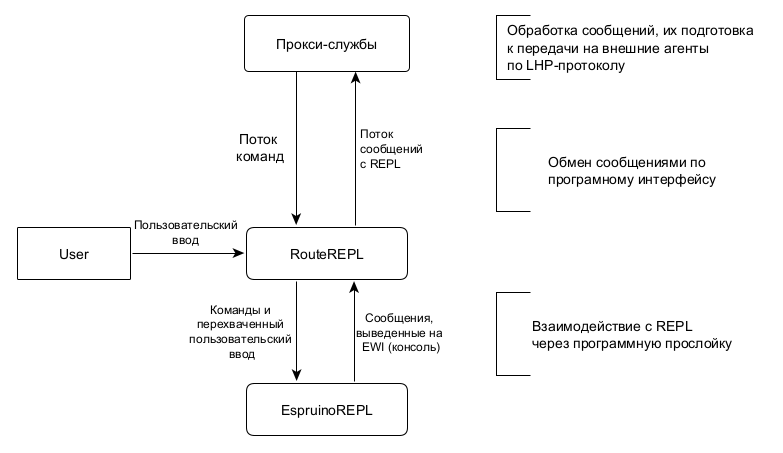 Прокси-службы
Обработка сообщений, их подготовка
к передачи на внешние агенты
по LHP-протоколу
Поток
команд
Поток
сообщений
с REPL
Обмен сообщениями по
програмному интерфейсу
User
Пользовательский
ввод
RouteREPL
Команды и
перехваченный
пользовательский
ввод
Сообщения,
выведенные на
EWI (консоль)
Взаимодействие с REPL
через программную прослойку
EspruinoREPL